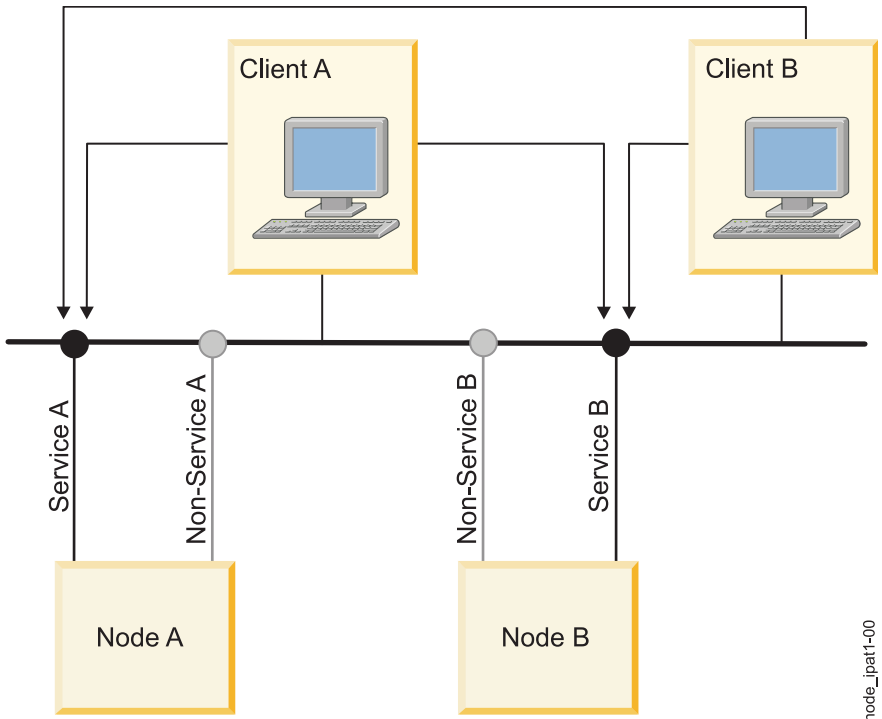 Client A
Client B
Service A
Non-Service A
Non-Service B
Service B
Node A
Node B
node_ipat1-00